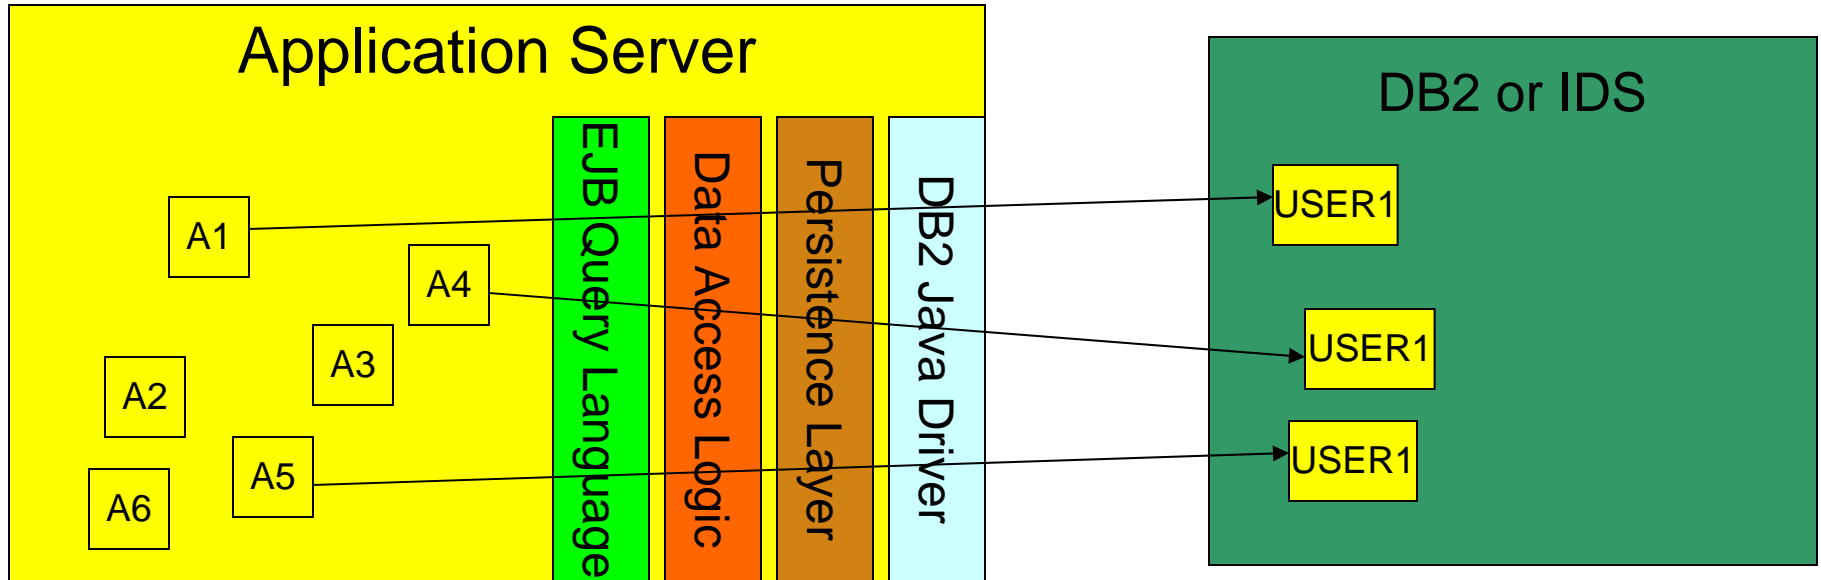 Application Server
DB2 or IDS
EJB Query Language
Data Access Logic
Persistence Layer
DB2 Java Driver
A1
A4
A3
A2
A5
A6
USER1
USER1
USER1